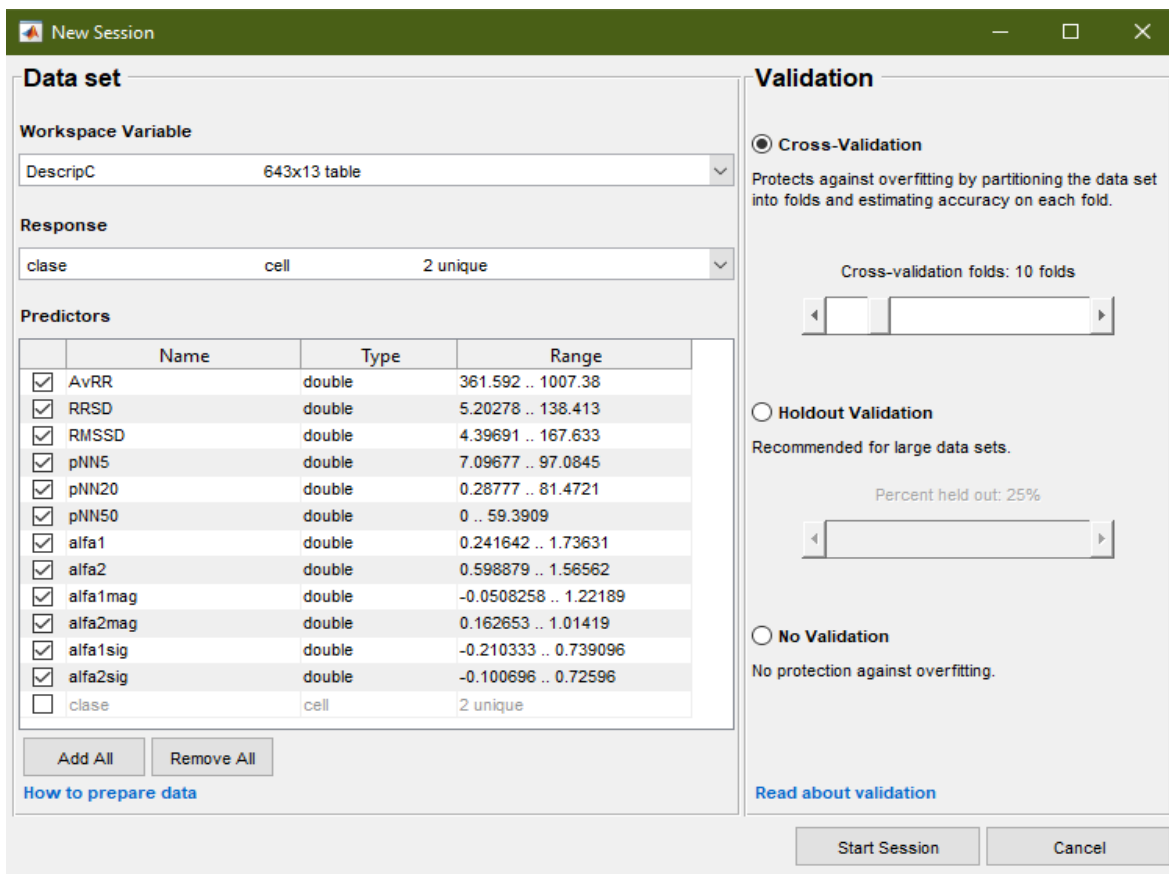 New Session
Data set
Workspace Variable
DescripC 643x13 table
Response
clase cell 2 unique
Predictors
Name Type Range
AvRR double 361.592 .. 1007.38
RRSD double 5.20278 .. 138.413
RMSSD double 4.39691 .. 167.633
pNN5 double 7.09677 .. 97.0845
pNN20 double 0.28777 .. 81.4721
pNN50 double 0 .. 59.3909
alfa1 double 0.241642 .. 1.73631
alfa2 double 0.598879 .. 1.56562
alfa1mag double -0.0508258 .. 1.22189
alfa2mag double 0.162653 .. 1.01419
alfa1sig double -0.210333 .. 0.739096
alfa2sig double -0.100696 .. 0.72596
clase cell 2 unique
Add All Remove All
How to prepare data
Validation
Cross-Validation
Protects against overfitting by partitioning the data set
into folds and estimating accuracy on each fold.
Cross-validation folds: 10 folds
Holdout Validation
Recommended for large data sets.
Percent held out: 25%
No Validation
No protection against overfitting.
Read about validation
Start Session Cancel